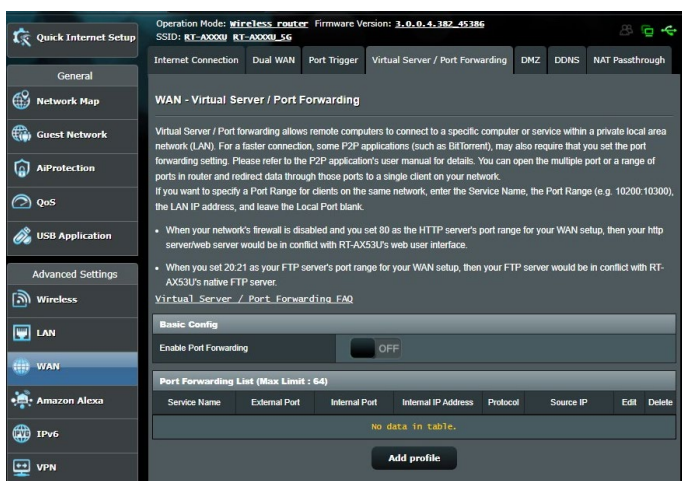 Quick Internet Setup
General
Network Map
Guest Network
AiProtection
QoS
USB Application
Advanced Settings
Wireless
LAN
WAN
Amazon Alexa
IPv6
VPN
Operation Mode: Wireless router Firmware Version: 3.0.0.4.382_45386
SSID: RT-AXXXU RT-AXXXU_5G
Internet Connection Dual WAN Port Trigger Virtual Server / Port Forwarding DMZ DDNS NAT Passthrough
WAN - Virtual Server / Port Forwarding
Virtual Server / Port forwarding allows remote computers to connect to a specific computer or service within a private local area
network (LAN). For a faster connection, some P2P applications (such as BitTorrent), may also require that you set the port
forwarding setting. Please refer to the P2P application's user manual for details. You can open the multiple port or a range of
ports in router and redirect data through those ports to a single client on your network.
If you want to specify a Port Range for clients on the same network, enter the Service Name, the Port Range (e.g. 10200:10300),
the LAN IP address, and leave the Local Port blank.
• When your network's firewall is disabled and you set 80 as the HTTP server's port range for your WAN setup, then your http
server/web server would be in conflict with RT-AX53U's web user interface.
• When you set 20:21 as your FTP server's port range for your WAN setup, then your FTP server would be in conflict with RT-
AX53U's native FTP server.
Virtual Server / Port Forwarding FAQ
Basic Config
Enable Port Forwarding OFF
Port Forwarding List (Max Limit : 64)
Service Name External Port Internal Port Internal IP Address Protocol Source IP Edit Delete
No data in table.
Add profile